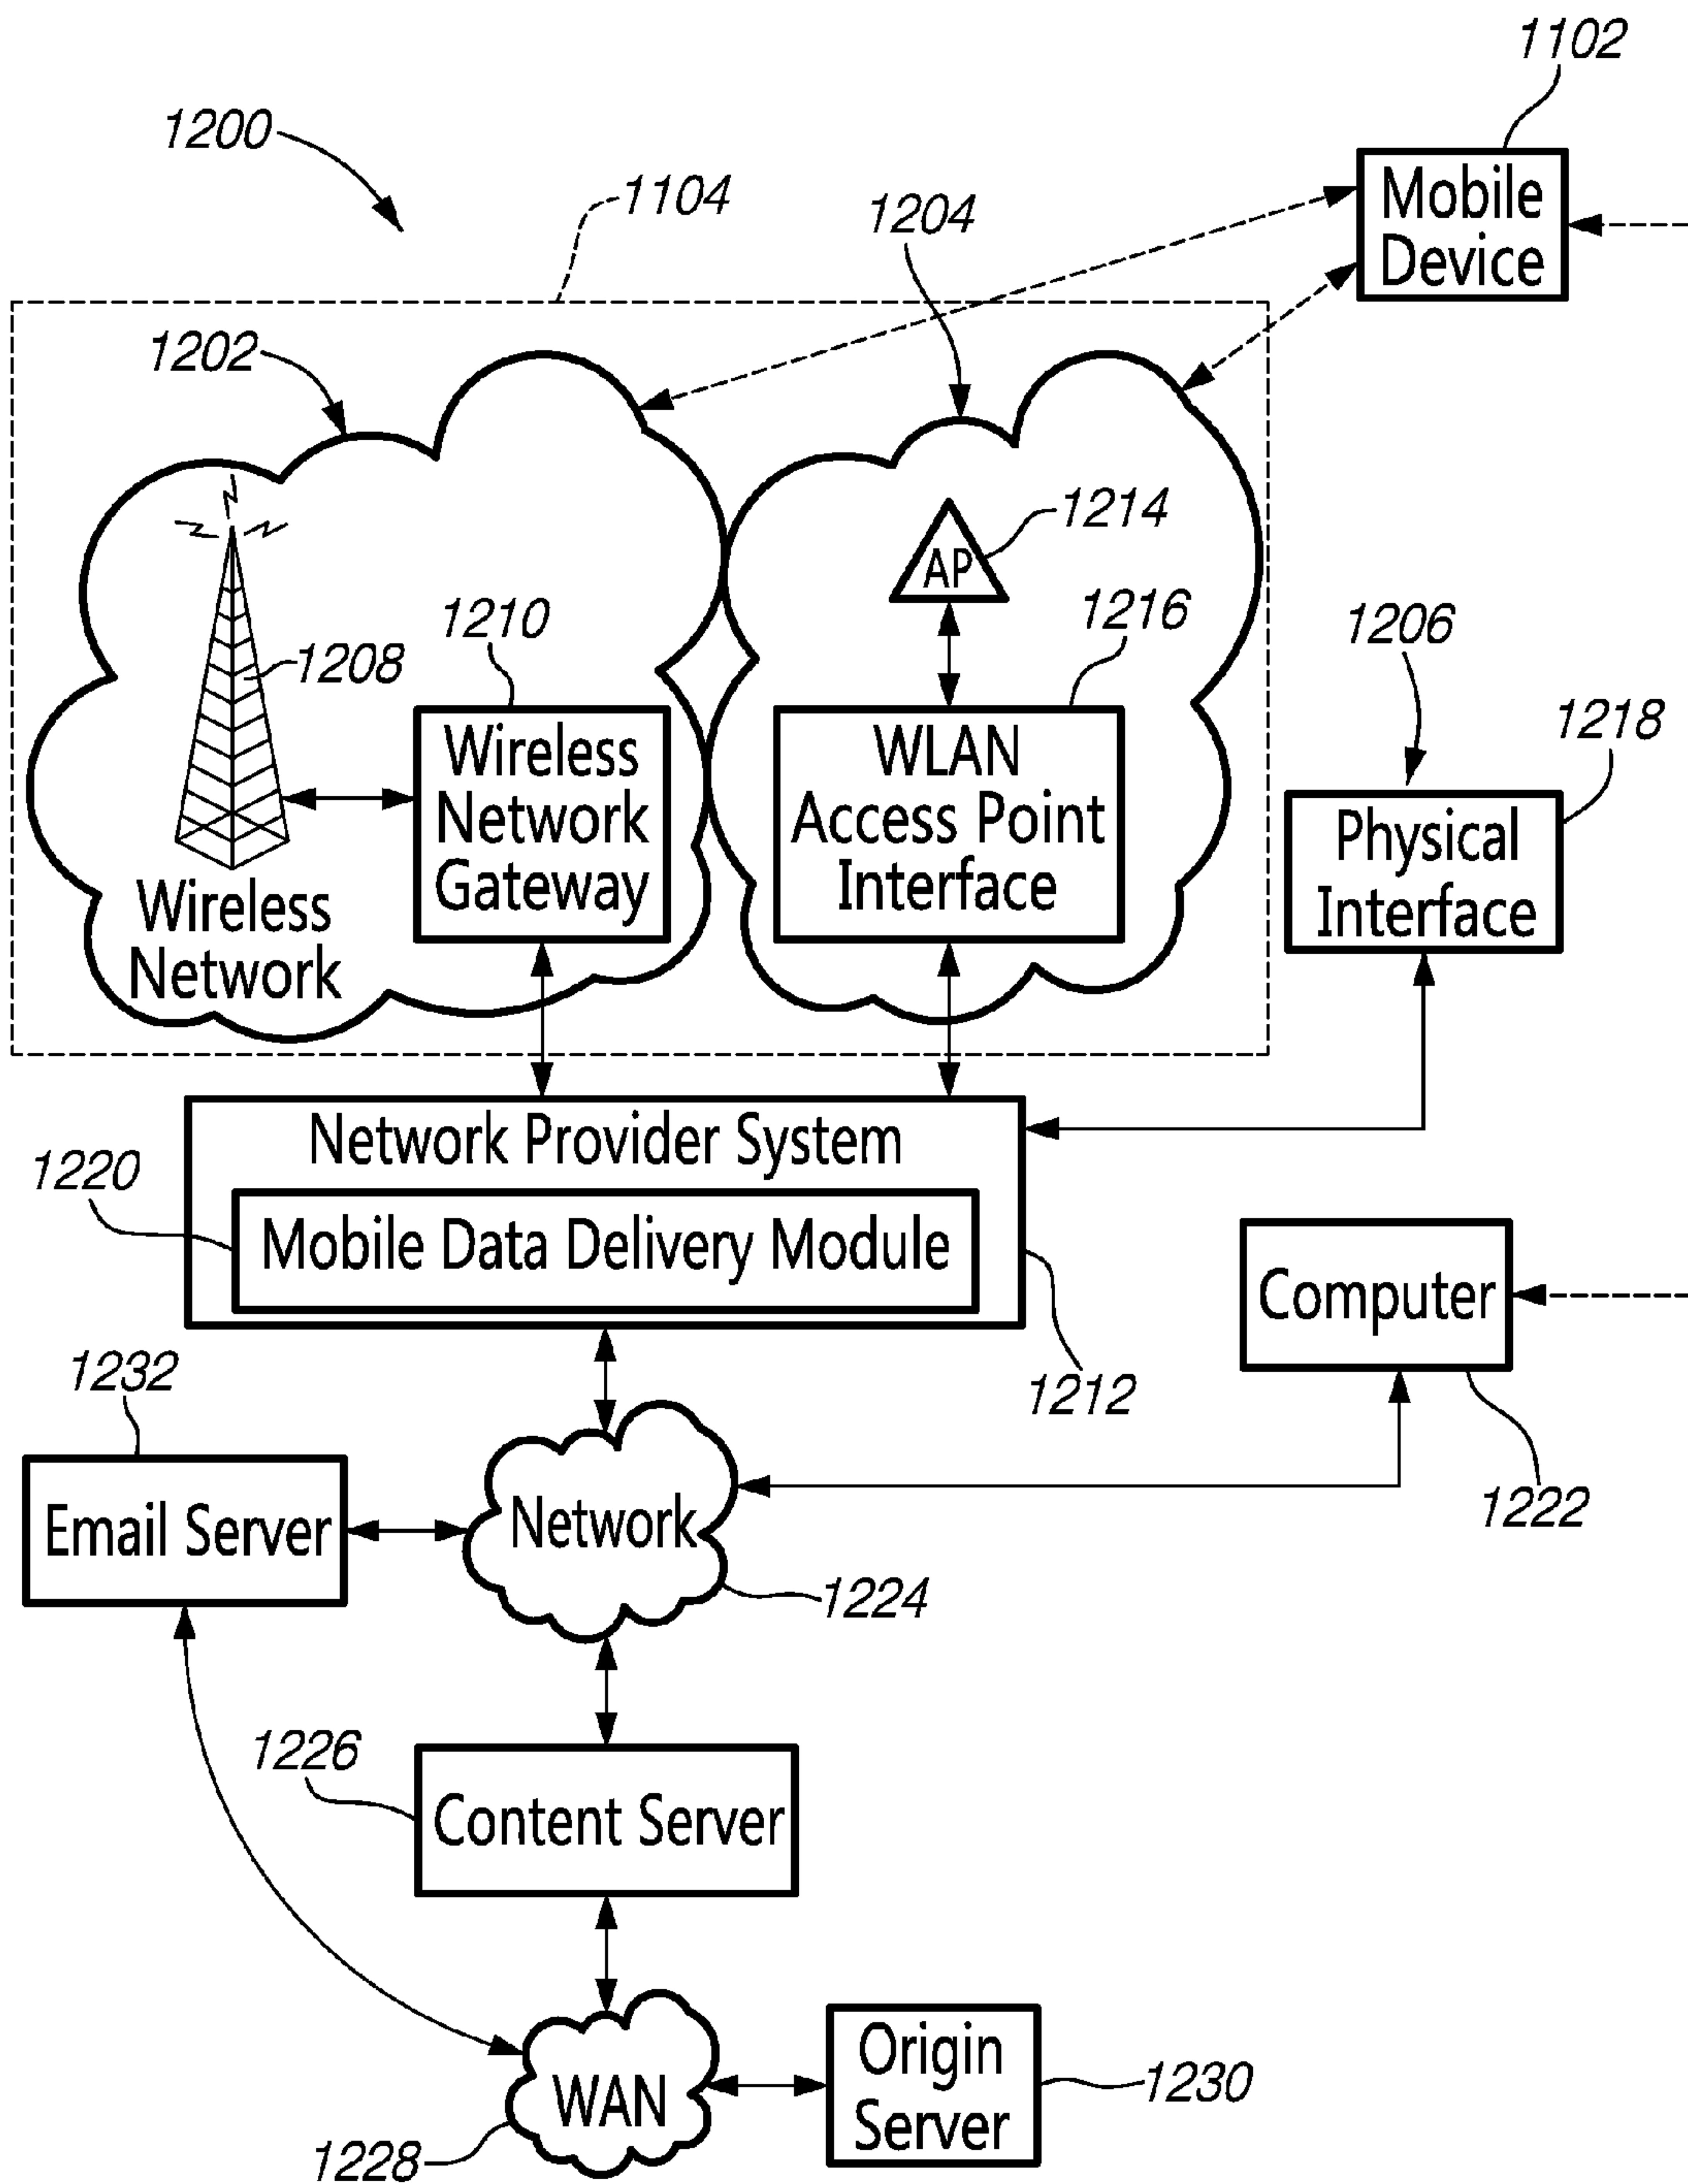 1102
1200
1104
1204
Mobile
Device
1202
1214
AP
1210
1216
1206
1208
1218
Wireless
Network
Gateway
WLAN
Access Point
Interface
Physical
Interface
Wireless
Network
Network Provider System
1220
Mobile Data Delivery Module
Computer
1232
1212
Email Server
Network
1222
1224
1226
Content Server
Origin
Server
WAN
1230
1228